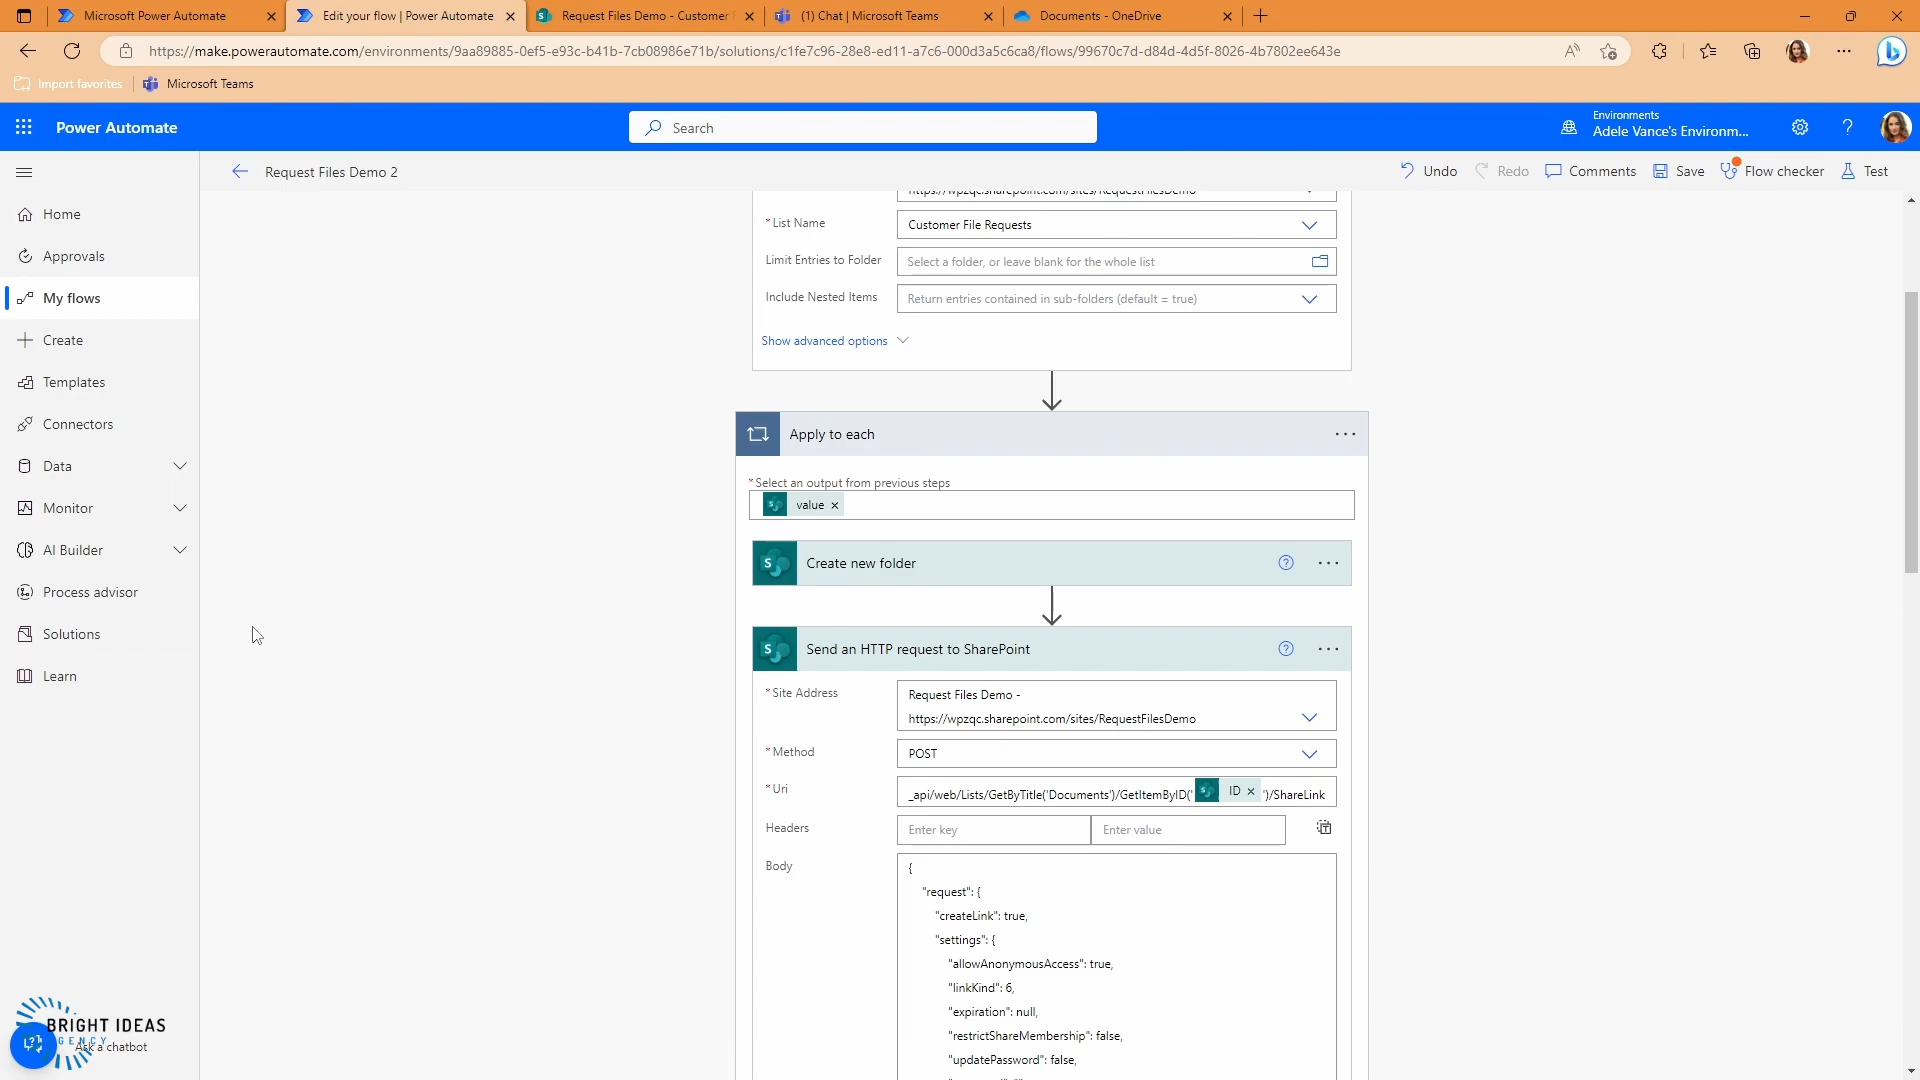 Microsoft Power Automate
Edit your flow | Power Automate
Request Files Demo - Customer F
(1) Chat | Microsoft Teams
Documents - OneDrive
https://make.powerautomate.com/environments/9aa89885-0ef5-e93c-b41b-7cb08986e71b/solutions/c1fe7c96-28e8-ed11-a7c6-000d3a5c6ca8/flows/99670c7d-d84d-4d5f-8026-4b7802ee643e
Import favorites
Microsoft Teams
Power Automate
Search
Environments
Adele Vance's Environm...
Request Files Demo 2
Undo
Redo
Comments
Save
Flow checker
Test
Home
Approvals
My flows
Create
Templates
Connectors
Data
Monitor
AI Builder
Process advisor
Solutions
Learn
https://wpzqc.sharepoint.com/sites/RequestFilesDemo
* List Name
Customer File Requests
Limit Entries to Folder
Select a folder, or leave blank for the whole list
Include Nested Items
Return entries contained in sub-folders (default = true)
Show advanced options
Apply to each
* Select an output from previous steps
value
Create new folder
Send an HTTP request to SharePoint
* Site Address
Request Files Demo -
https://wpzqc.sharepoint.com/sites/RequestFilesDemo
* Method
POST
* Uri
_api/web/Lists/GetByTitle('Documents')/GetItemByID(' ID ')/ShareLink
Headers
Enter key
Enter value
Body
{
"request": {
"createLink": true,
"settings": {
"allowAnonymousAccess": true,
"linkKind": 6,
"expiration": null,
"restrictShareMembership": false,
"updatePassword": false,
BRIGHT IDEAS
AGENCY
Ask a chatbot